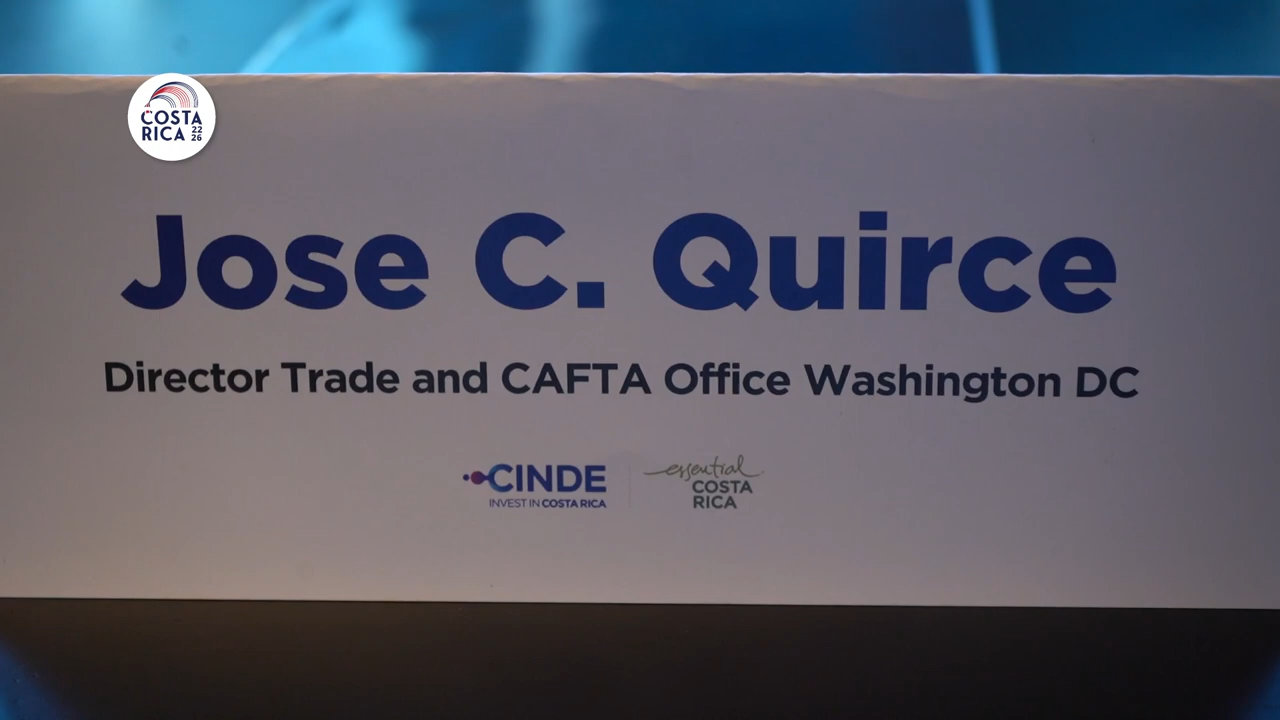 COSTA
RICA 22 26
Jose C. Quirce
Director Trade and CAFTA Office Washington DC
CINDE
INVEST IN COSTA RICA
essential
COSTA
RICA